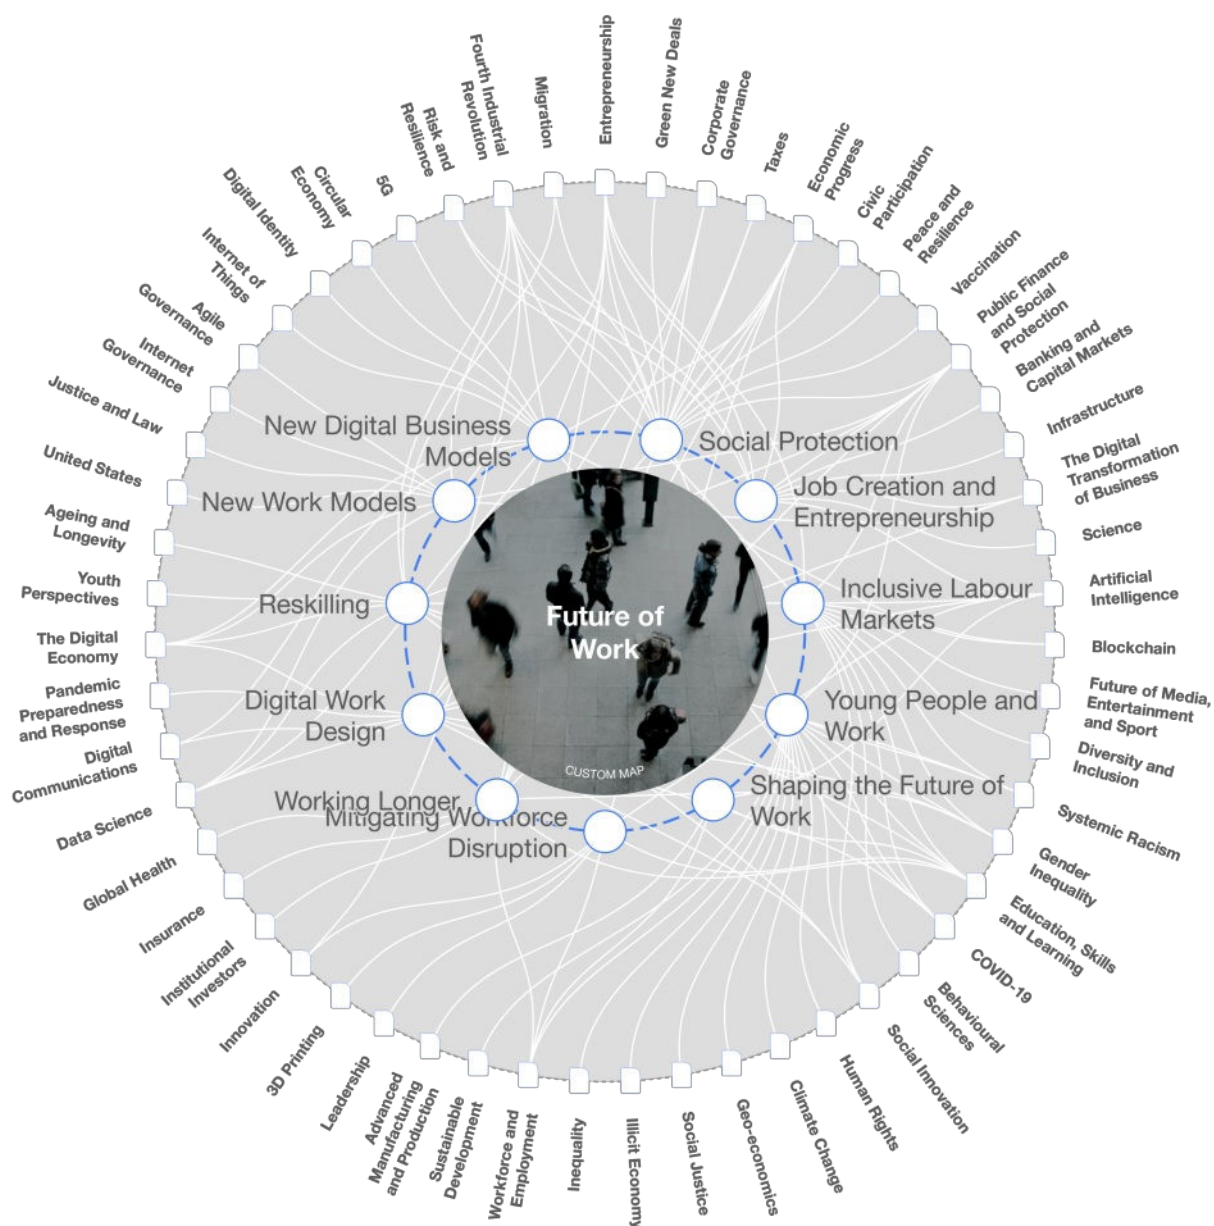 Entrepreneurship
Green New Deals
Corporate
Governance
Taxes
Economic
Progress
Civic
Participation
Peace and
Resilience
Vaccination
Public Finance
and Social
Protection
Banking and
Capital Markets
Infrastructure
The Digital
Transformation
of Business
Science
Artificial
Intelligence
Blockchain
Future of Media,
Entertainment
and Sport
Diversity and
Inclusion
Systemic Racism
Gender
Inequality
Education, Skills
and Learning
COVID-19
Behavioural
Sciences
Social Innovation
Human Rights
Climate Change
Geo-economics
Social Justice
Illicit Economy
Inequality
Workforce and
Employment
Sustainable
Development
Advanced
Manufacturing
and Production
Leadership
3D Printing
Innovation
Institutional
Investors
Insurance
Global Health
Data Science
Digital
Communications
Pandemic
Preparedness
and Response
The Digital
Economy
Youth
Perspectives
Ageing and
Longevity
United States
Justice and Law
Internet
Governance
Agile
Governance
Internet of
Things
Digital Identity
Circular
Economy
5G
Risk and
Resilience
Fourth Industrial
Revolution
Migration
Social Protection
Job Creation and
Entrepreneurship
Inclusive Labour
Markets
Young People and
Work
Shaping the Future of
Work
Mitigating Workforce
Disruption
Working Longer
Digital Work
Design
Reskilling
New Work Models
New Digital Business
Models
Future of
Work
CUSTOM MAP